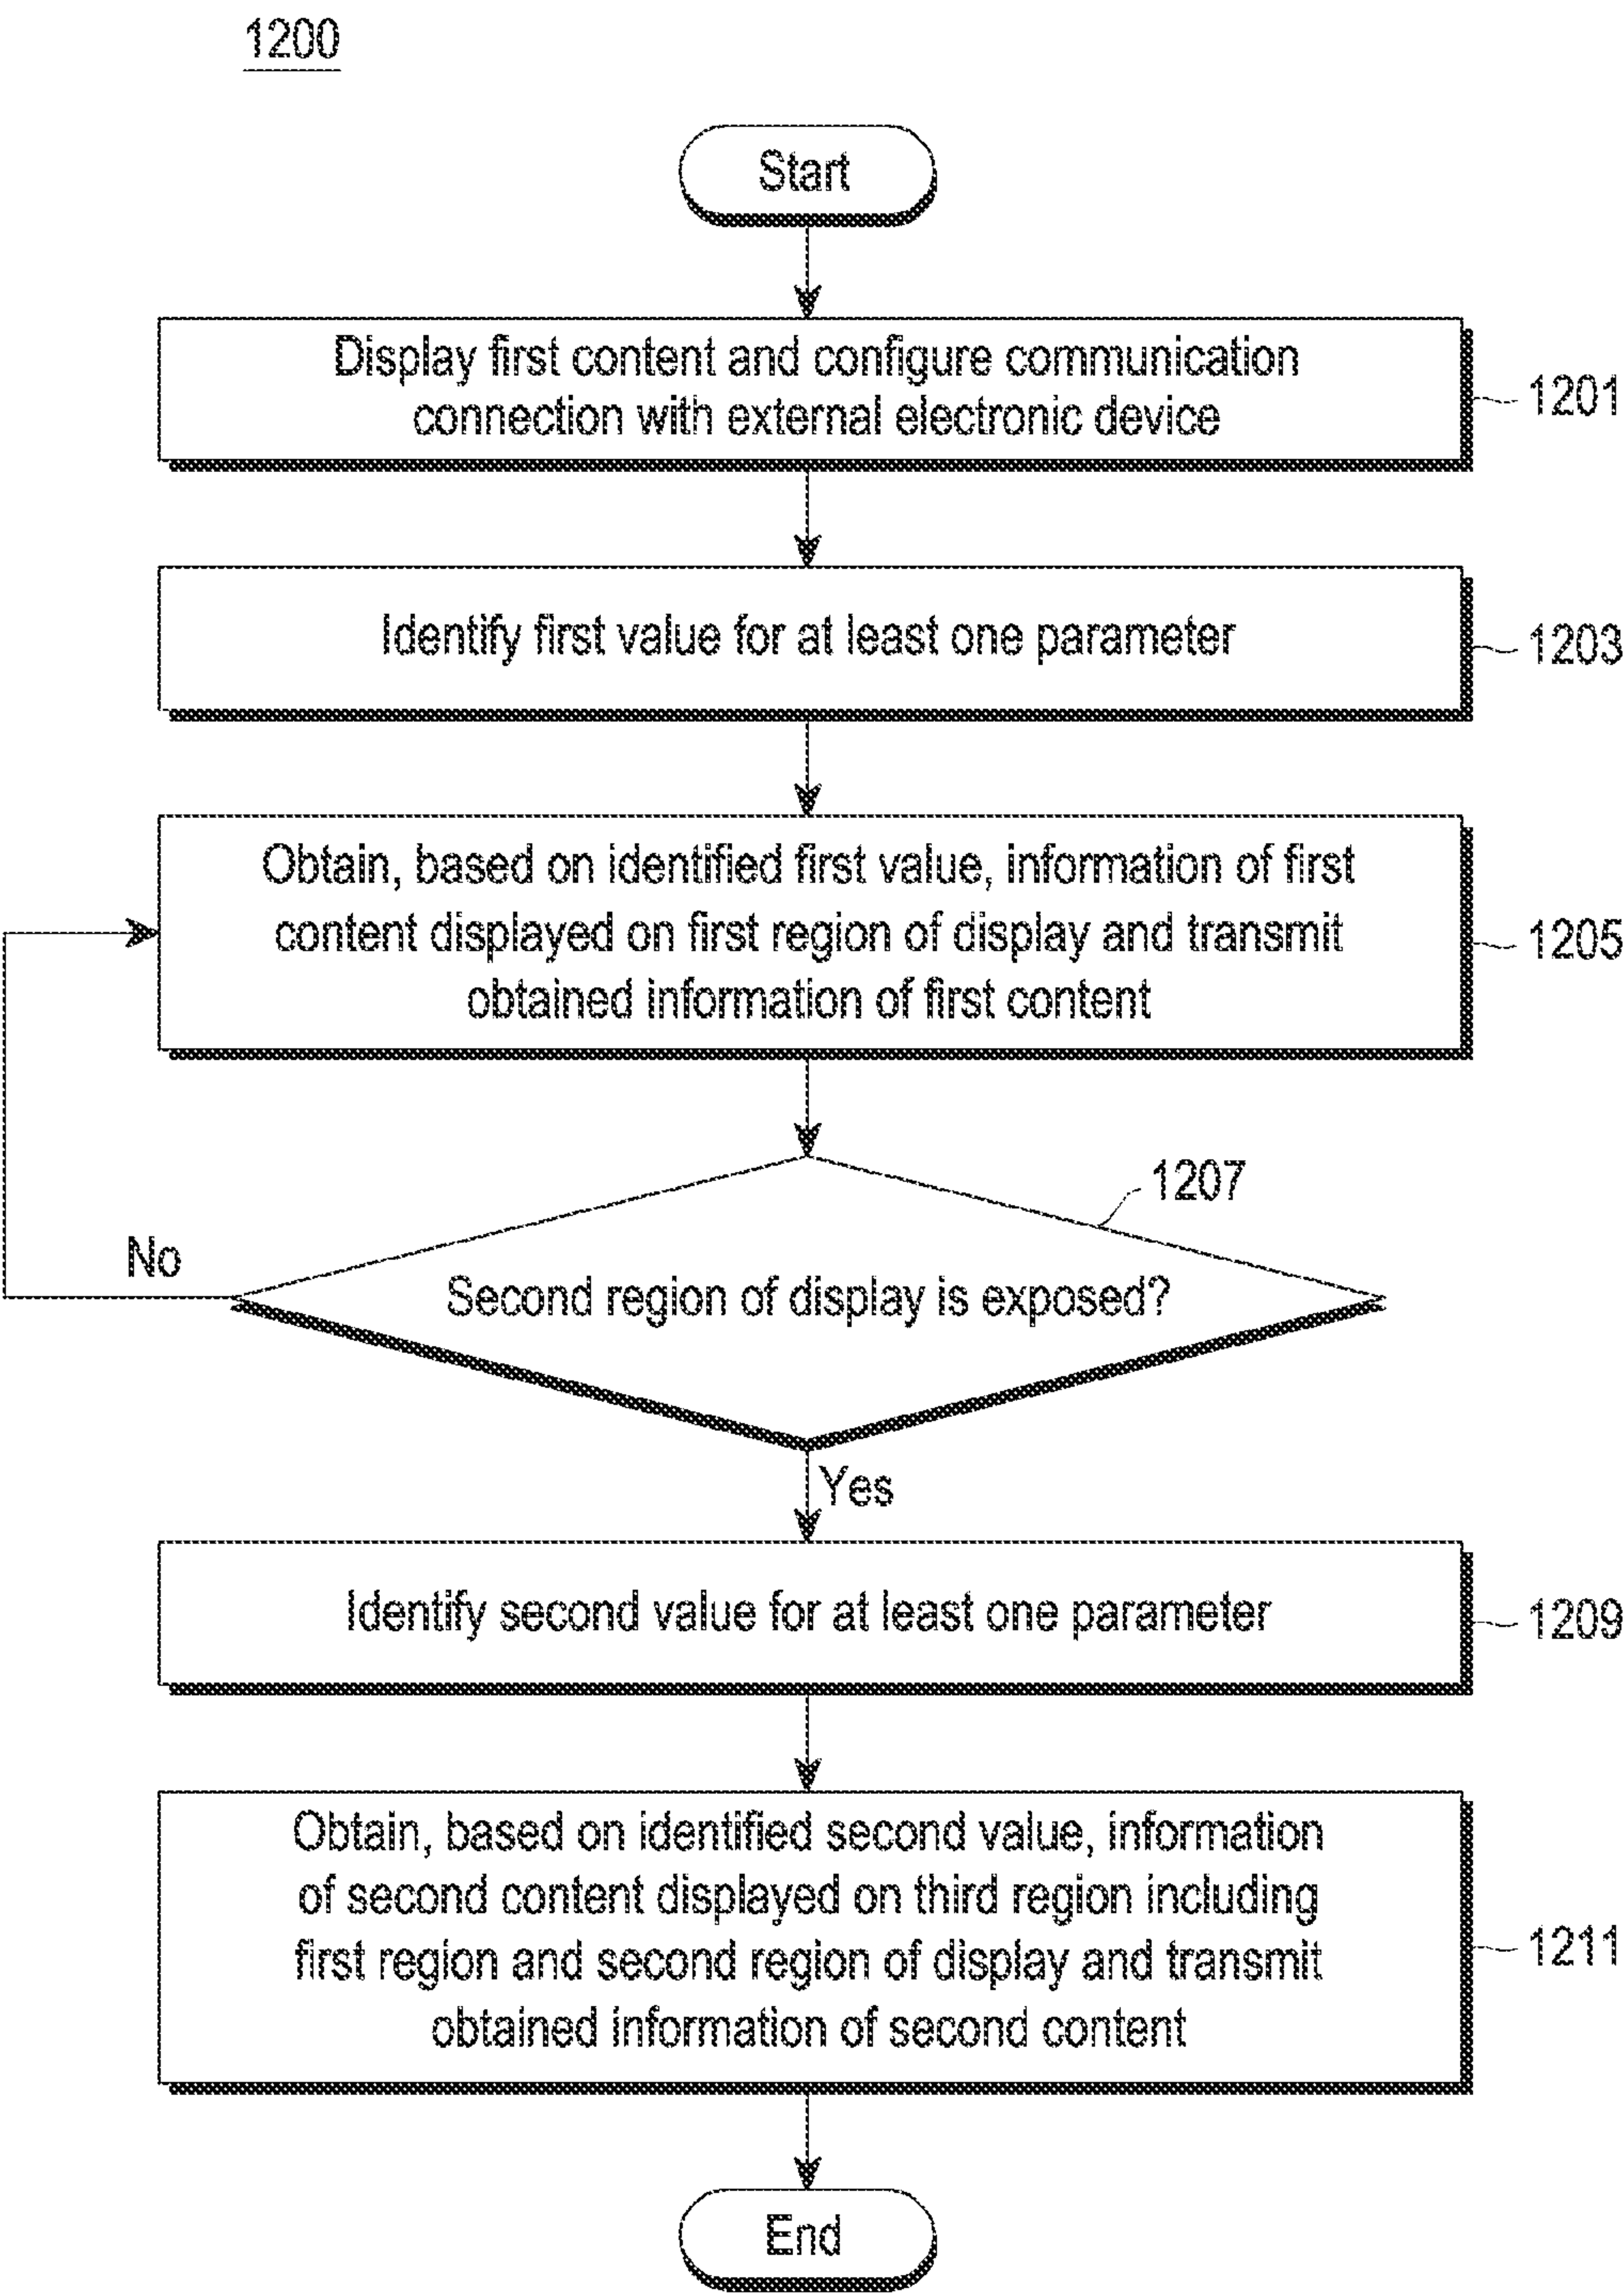 1200
Start
Display first content and configure communication
connection with external electronic device
1201
Identify first value for at least one parameter
1203
Obtain, based on identified first value, information of first
content displayed on first region of display and transmit
obtained information of first content
1205
1207
Second region of display is exposed?
No
Yes
Identify second value for at least one parameter
1209
Obtain, based on identified second value, information
of second content displayed on third region including
first region and second region of display and transmit
obtained information of second content
1211
End